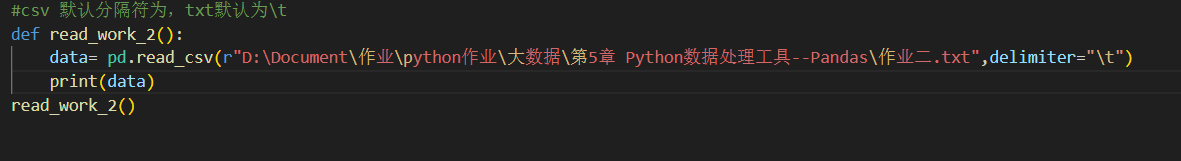 #csv 默认分隔符为，txt默认为\t
def read_work_2():
data= pd.read_csv(r"D:\Document\作业\python作业\大数据\第5章 Python数据处理工具--Pandas\作业二.txt",delimiter="\t")
print(data)
read_work_2()